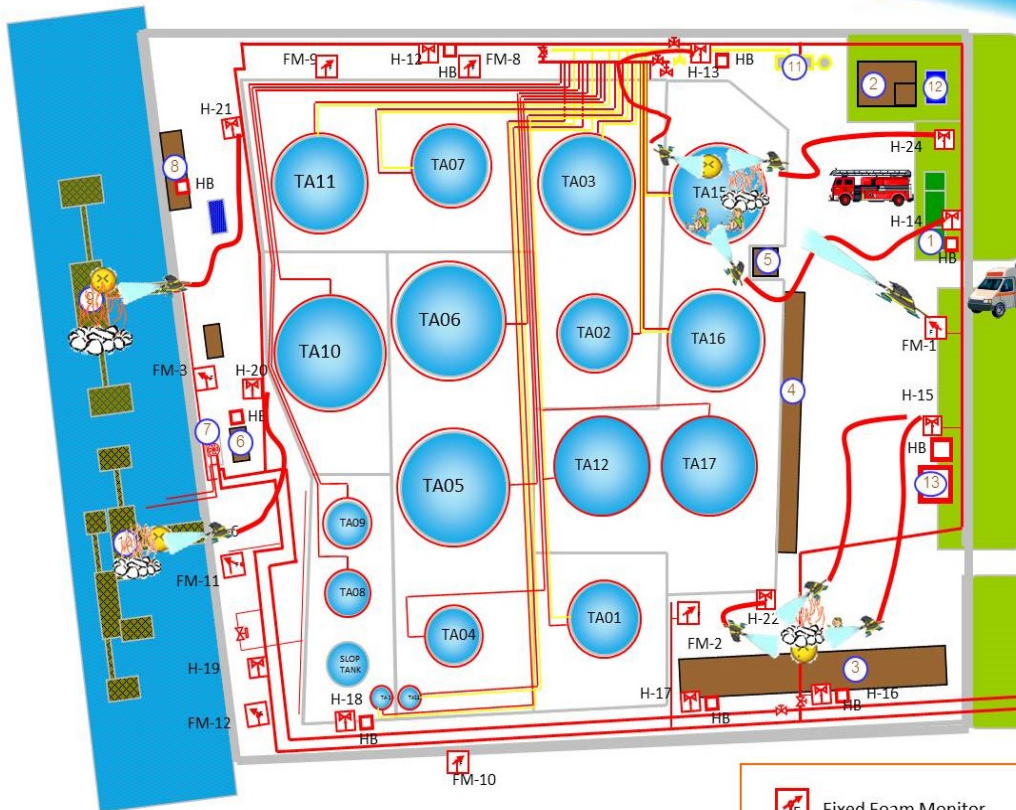 FM-9
H-12
HB
FM-8
H-13
HB
11
2
12
H-21
H-24
8
HB
TA11
TA07
TA03
TA15
H-14
1
HB
5
9
TA10
TA06
TA02
TA16
FM-1
FM-3
H-20
HB
7
6
4
H-15
HB
13
TA05
TA12
TA17
TA09
FM-11
TA08
TA04
TA01
H-22
FM-2
SLOP
TANK
H-19
3
H-18
H-17
HB
H-16
HB
FM-12
HB
FM-10
Fixed Foam Monitor